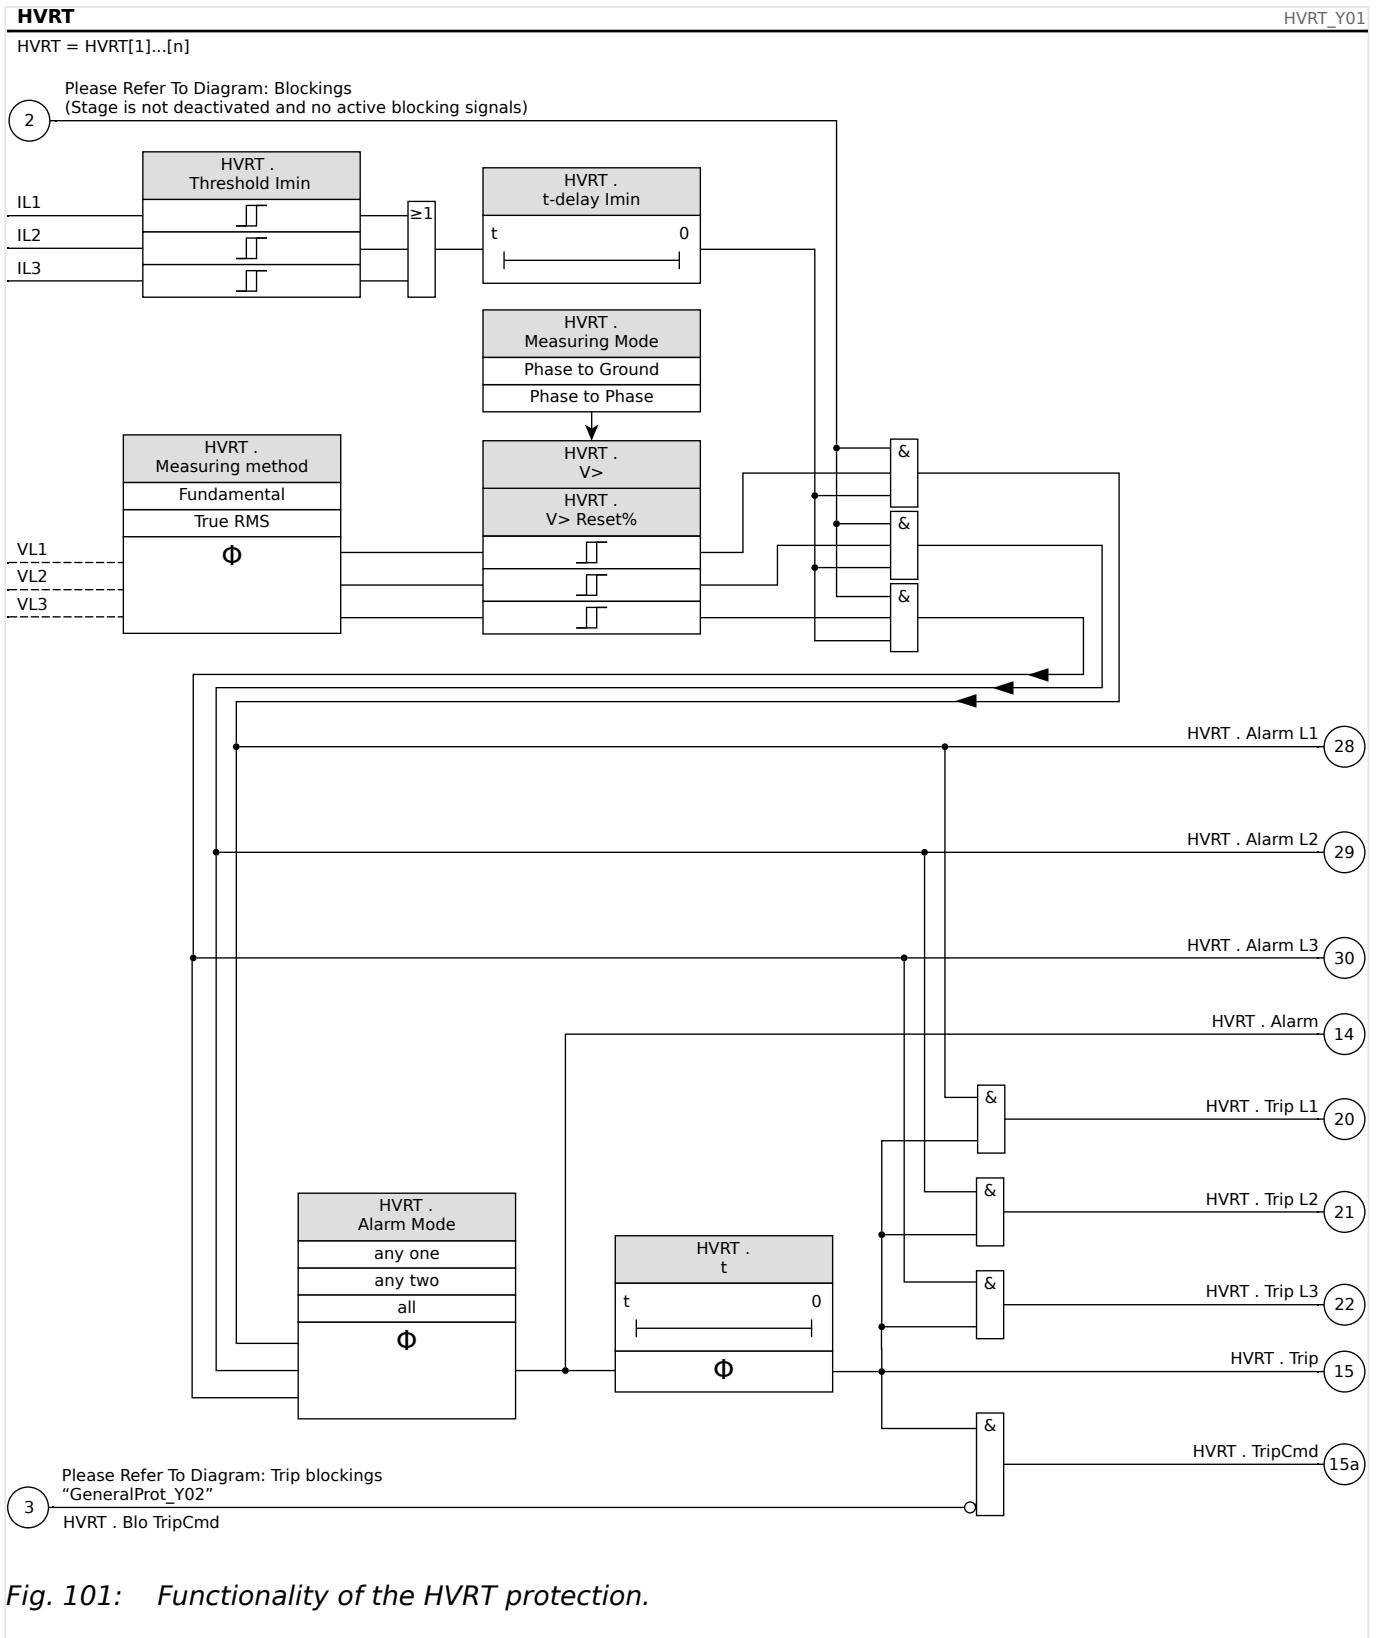 HVRT
HVRT_Y01
HVRT = HVRT[1]...[n]
Please Refer To Diagram: Blockings
(Stage is not deactivated and no active blocking signals)
2
HVRT .
Threshold Imin
IL1
IL2
IL3
≥1
HVRT .
t-delay Imin
t 0
HVRT .
Measuring Mode
Phase to Ground
Phase to Phase
HVRT .
Measuring method
Fundamental
True RMS
Φ
VL1
VL2
VL3
HVRT .
V>
HVRT .
V> Reset%
&
&
&
HVRT . Alarm L1
28
HVRT . Alarm L2
29
HVRT . Alarm L3
30
HVRT . Alarm
14
&
HVRT . Trip L1
20
&
HVRT . Trip L2
21
&
HVRT . Trip L3
22
HVRT .
Alarm Mode
any one
any two
all
Φ
HVRT .
t
t 0
Φ
HVRT . Trip
15
&
HVRT . TripCmd
15a
Please Refer To Diagram: Trip blockings
“GeneralProt_Y02”
3
HVRT . Blo TripCmd
Fig. 101: Functionality of the HVRT protection.